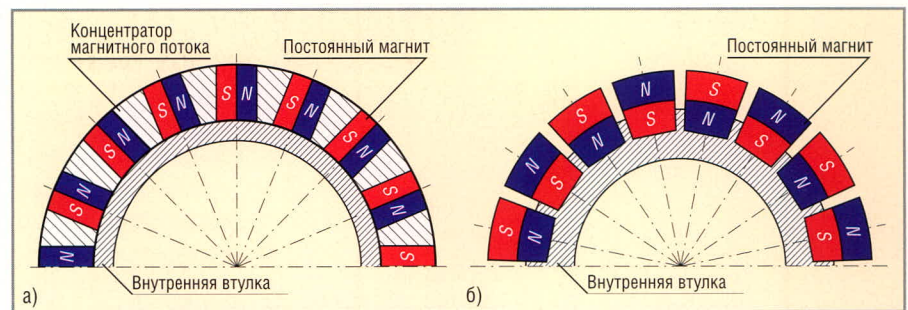 Концентратор
магнитного потока
Постоянный магнит
S N
S N
S N
S N
S N
N
S
S
N
N
S
Внутренняя втулка
а)
Постоянный магнит
N
S
S
N
N
S
S
N
N
S
S
N
S
N
S
N
Внутренняя втулка
б)